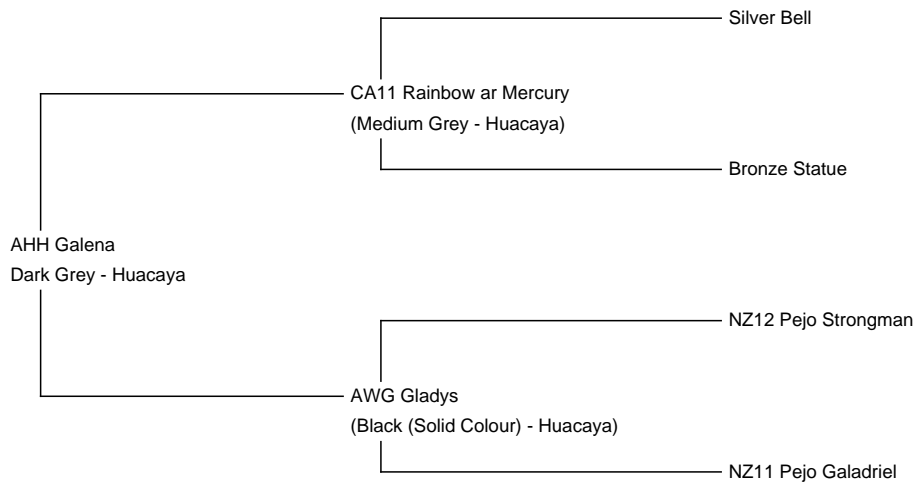 Silver Bell
CA11 Rainbow ar Mercury
(Medium Grey - Huacaya)
Bronze Statue
AHH Galena
Dark Grey - Huacaya
NZ12 Pejo Strongman
AWG Gladys
(Black (Solid Colour) - Huacaya)
NZ11 Pejo Galadriel